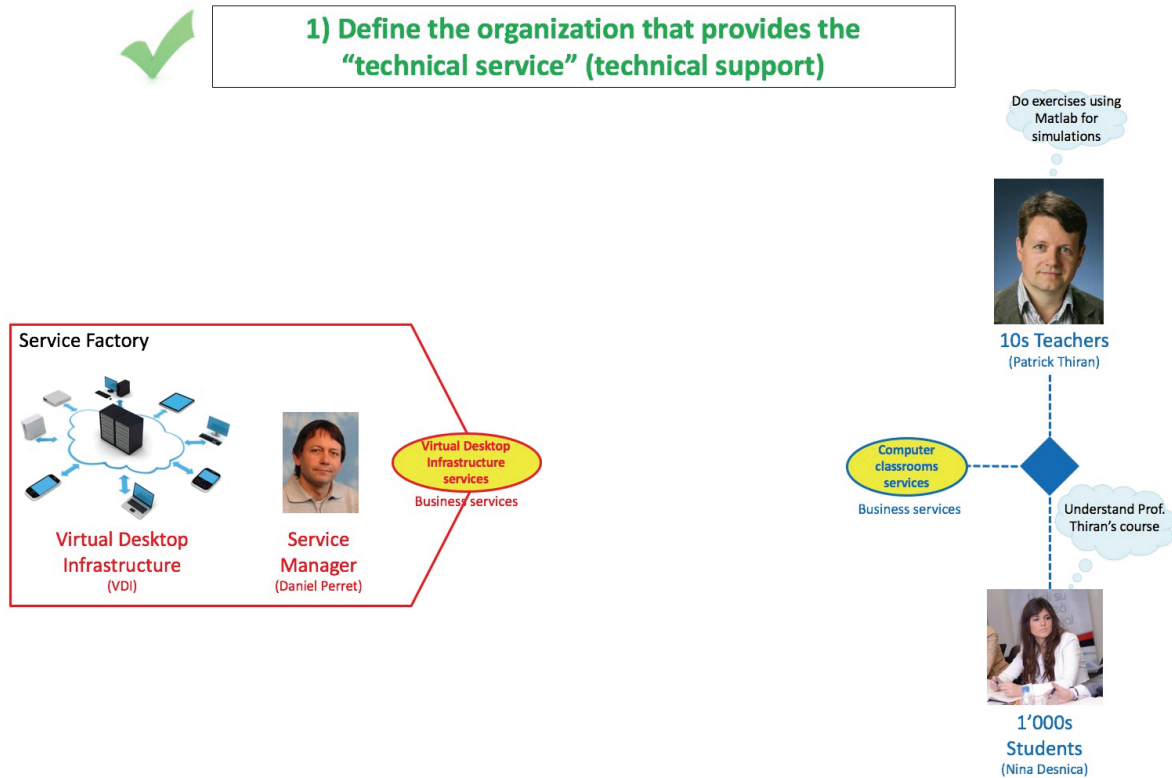 1) Define the organization that provides the
“technical service” (technical support)
Do exercises using
Matlab for
simulations
10s Teachers
(Patrick Thiran)
Service Factory
Virtual Desktop
Infrastructure
(VDI)
Service
Manager
(Daniel Perret)
Virtual Desktop
Infrastructure
services
Business services
Computer
classrooms
services
Business services
Understand Prof.
Thiran’s course
1’000s
Students
(Nina Desnica)